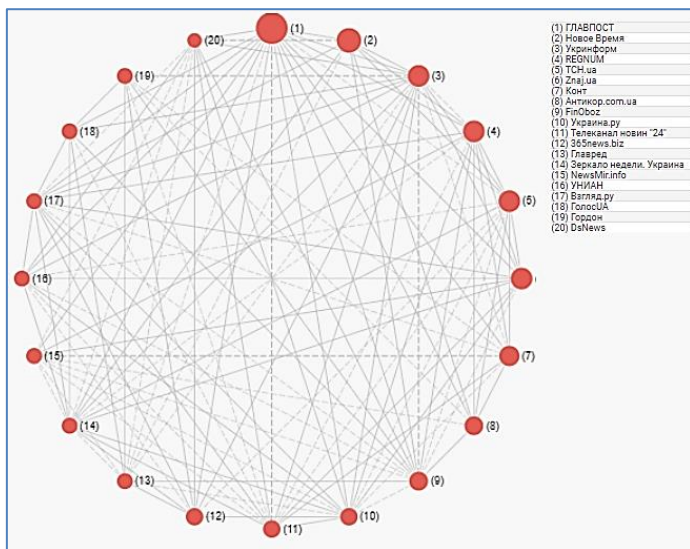 (1)
(2)
(3)
(4)
(5)
(7)
(8)
(9)
(10)
(11)
(12)
(13)
(14)
(15)
(16)
(17)
(18)
(19)
(20)
(1) ГЛАВПОСТ
(2) Новое Время
(3) Укринформ
(4) REGNUM
(5) ТСН.ua
(6) Znaj.ua
(7) Конт
(8) Антикор.com.ua
(9) FinOboz
(10) Украина.ру
(11) Телеканал новин "24"
(12) 365news.biz
(13) Главред
(14) Зеркало недели. Украина
(15) NewsMir.info
(16) УНИАН
(17) Взгляд.ру
(18) ГолосUA
(19) Гордон
(20) DsNews